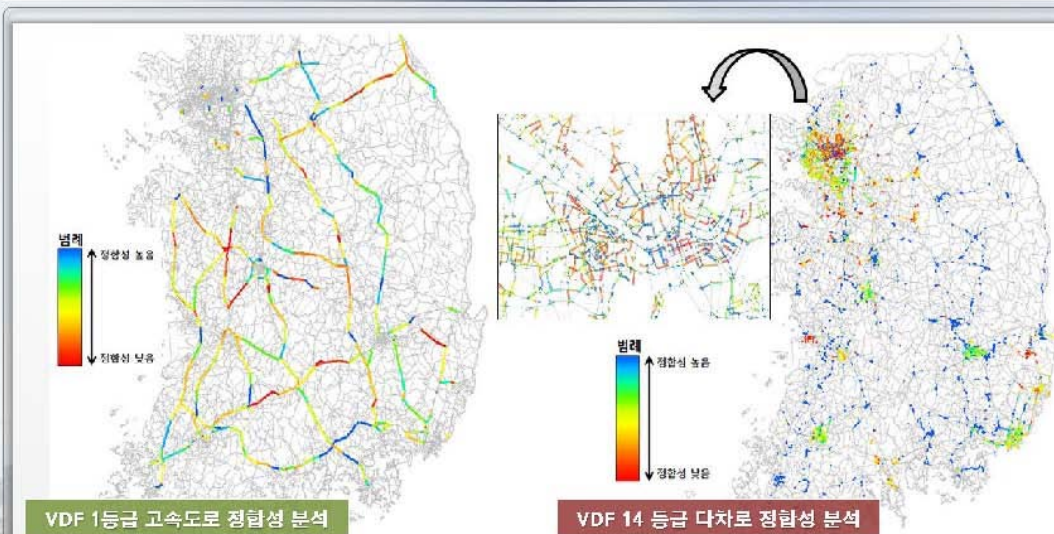 범례
정합성 높음
정합성 낮음
범례
정합성 높음
정합성 낮음
VDF 1등급 고속도로 정합성 분석
VDF 14 등급 다차로 정합성 분석